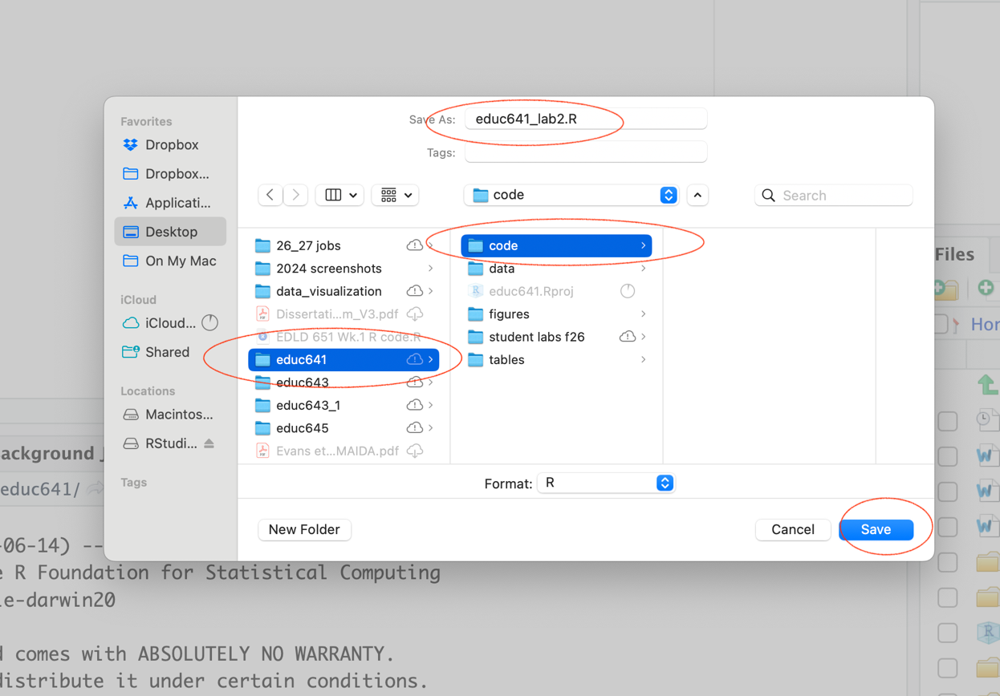 Save As: educ641_lab2.R
Tags:
code
Search
Favorites
Dropbox
Dropbox...
Applicati...
Desktop
On My Mac
iCloud
iCloud...
Shared
Locations
Macintos...
RStudi...
Tags
26_27 jobs
2024 screenshots
data_visualization
Dissertati...m_V3.pdf
EDLD 651 Wk.1 R code.R
educ641
educ643
educ643_1
educ645
Evans et...MAIDA.pdf
code
data
educ641.Rproj
figures
student labs f26
tables
Format: R
New Folder
Cancel
Save
Files
Hor
ackground J
educ641/
-06-14) --
e R Foundation for Statistical Computing
le-darwin20
d comes with ABSOLUTELY NO WARRANTY.
distribute it under certain conditions.